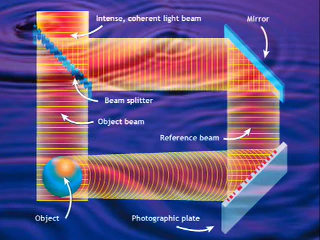 Intense, coherent light beam
Mirror
Beam splitter
Object beam
Reference beam
Object
Photographic plate